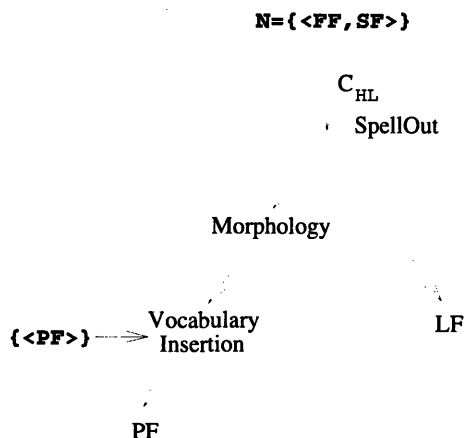 N={<FF,SF>}
C_HL
SpellOut
Morphology
Vocabulary
{<PF>}
Insertion
LF
PF